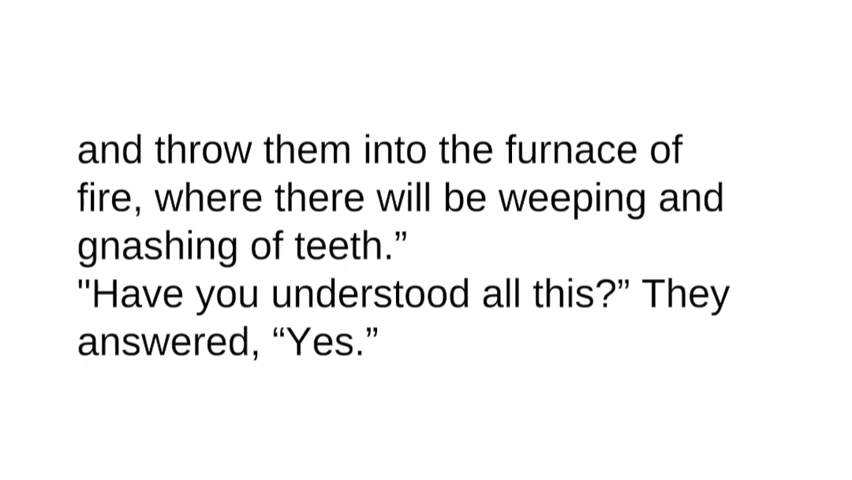 and throw them into the furnace of
fire, where there will be weeping and
gnashing of teeth.”
"Have you understood all this?” They
answered, “Yes.”